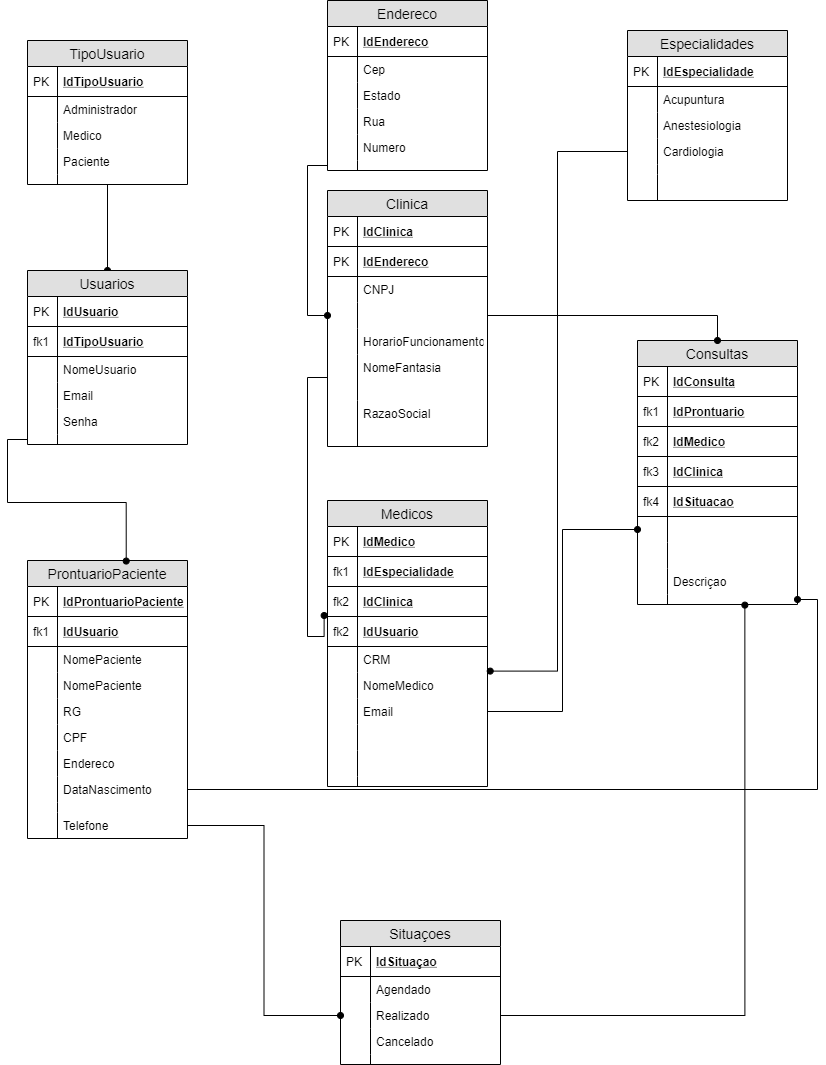 TipoUsuario
PK IdTipoUsuario
Administrador
Medico
Paciente
Usuarios
PK IdUsuario
fk1 IdTipoUsuario
NomeUsuario
Email
Senha
ProntuarioPaciente
PK IdProntuarioPaciente
fk1 IdUsuario
NomePaciente
NomePaciente
RG
CPF
Endereco
DataNascimento
Telefone
Endereco
PK IdEndereco
Cep
Estado
Rua
Numero
Clinica
PK IdClinica
PK IdEndereco
CNPJ
HorarioFuncionamento
NomeFantasia
RazaoSocial
Medicos
PK IdMedico
fk1 IdEspecialidade
fk2 IdClinica
fk2 IdUsuario
CRM
NomeMedico
Email
Situaçoes
PK IdSituaçao
Agendado
Realizado
Cancelado
Especialidades
PK IdEspecialidade
Acupuntura
Anestesiologia
Cardiologia
Consultas
PK IdConsulta
fk1 IdProntuario
fk2 IdMedico
fk3 IdClinica
fk4 IdSituacao
Descriçao